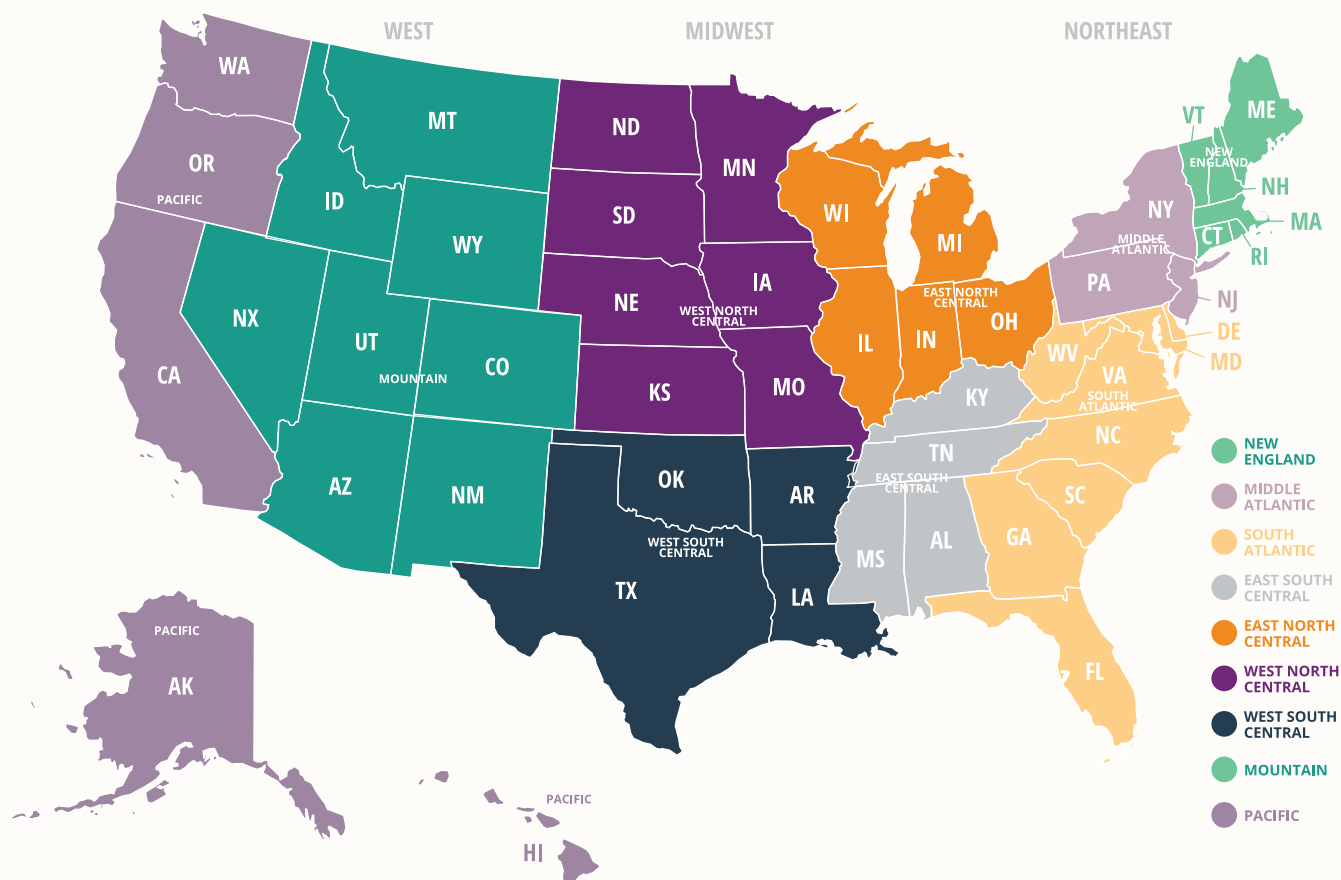 WEST
MIDWEST
NORTHEAST
WA
OR
PACIFIC
CA
NX
ID
MT
WY
UT
CO
MOUNTAIN
AZ
NM
ND
SD
NE
KS
MN
IA
MO
WEST NORTH
CENTRAL
OK
AR
TX
LA
WEST SOUTH
CENTRAL
WI
MI
IL
IN
OH
EAST NORTH
CENTRAL
KY
TN
MS
AL
EAST SOUTH
CENTRAL
WV
VA
NC
SC
GA
FL
SOUTH
ATLANTIC
DE
MD
NY
PA
NJ
MIDDLE
ATLANTIC
VT
ME
NH
MA
CT
RI
NEW
ENGLAND
PACIFIC
AK
PACIFIC
HI
NEW
ENGLAND
MIDDLE
ATLANTIC
SOUTH
ATLANTIC
EAST SOUTH
CENTRAL
EAST NORTH
CENTRAL
WEST NORTH
CENTRAL
WEST SOUTH
CENTRAL
MOUNTAIN
PACIFIC